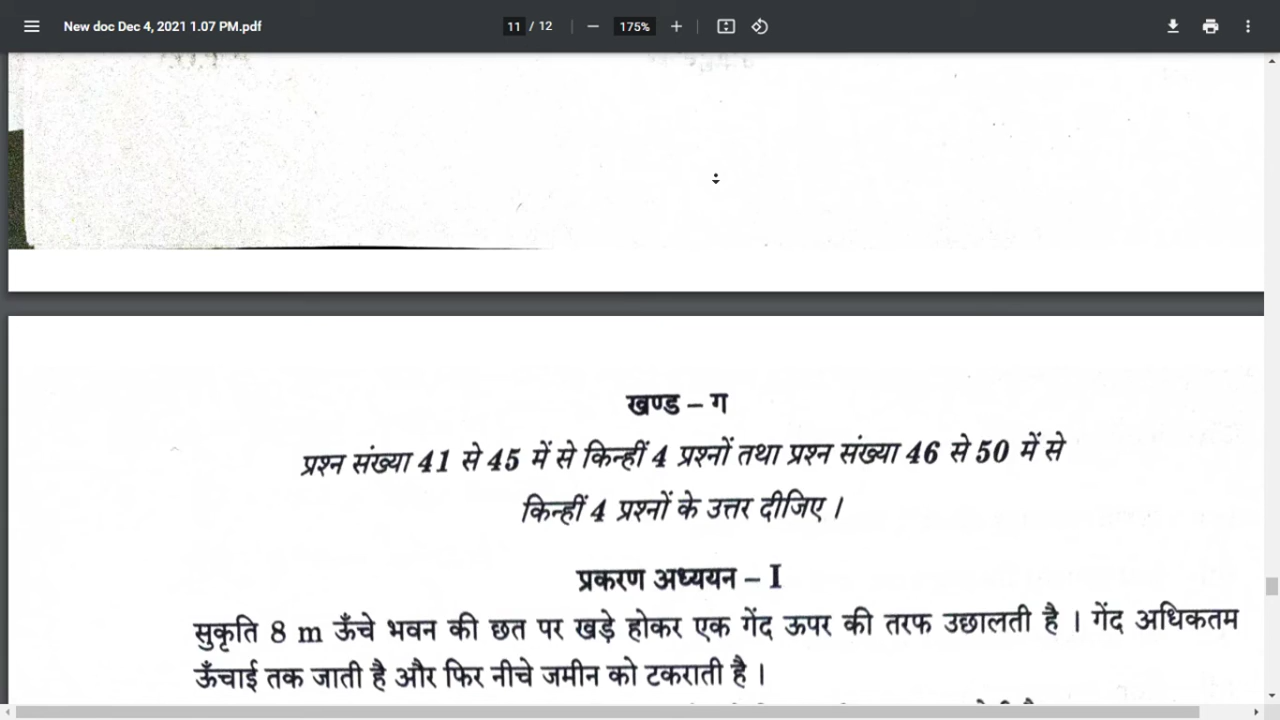 New doc Dec 4, 2021 1.07 PM.pdf
11 / 12
175%
खण्ड – ग
प्रश्न संख्या 41 से 45 में से किन्हीं 4 प्रश्नों तथा प्रश्न संख्या 46 से 50 में से
किन्हीं 4 प्रश्नों के उत्तर दीजिए ।
प्रकरण अध्ययन – I
सुकृति 8 m ऊँचे भवन की छत पर खड़े होकर एक गेंद ऊपर की तरफ उछालती है । गेंद अधिकतम
ऊँचाई तक जाती है और फिर नीचे जमीन को टकराती है ।